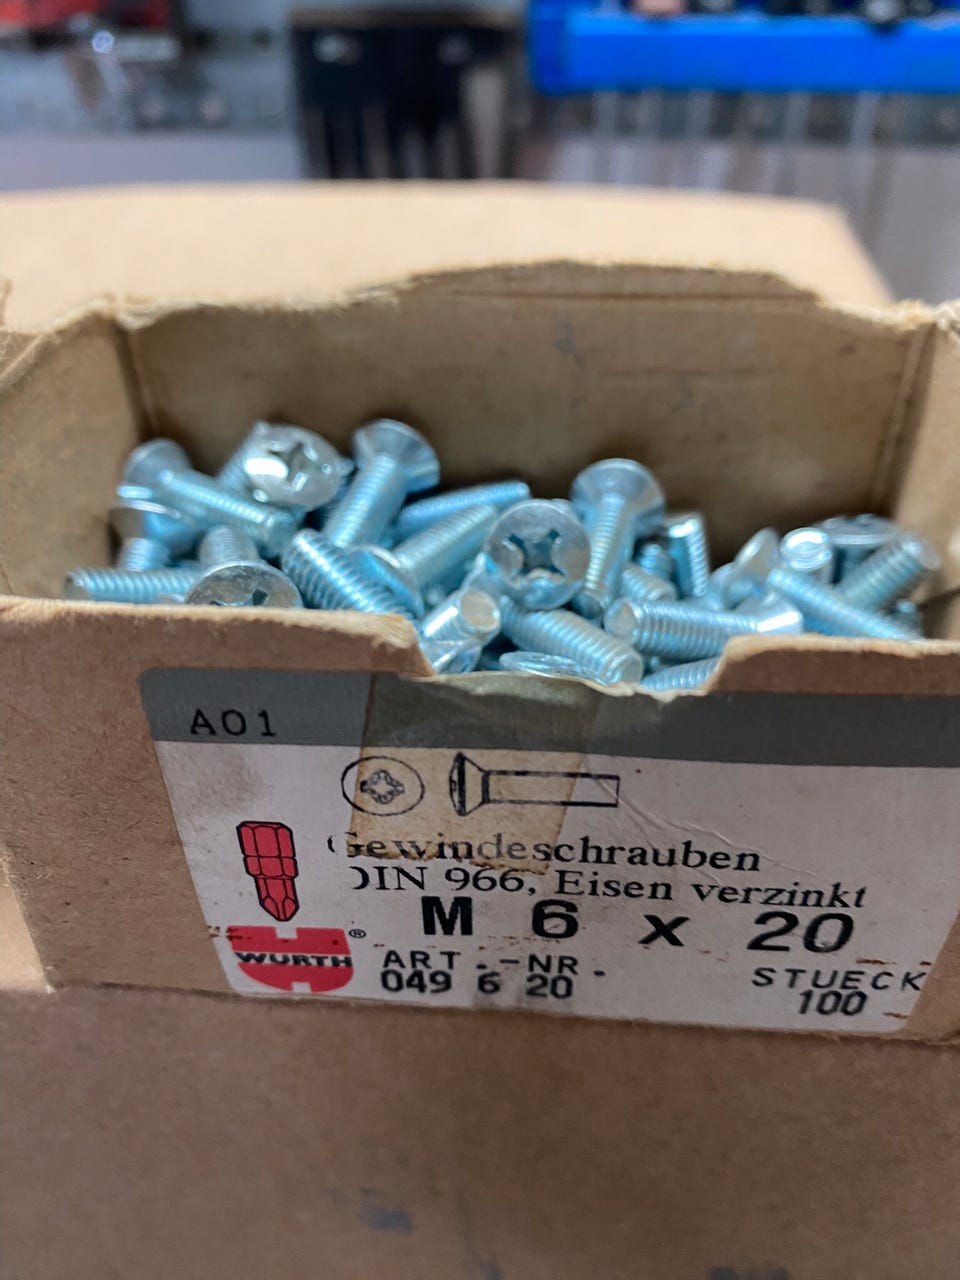 A01
Gewindeschrauben
DIN 966, Eisen verzinkt
M 6 x 20
WURTH®
ART.-NR.
049 6 20
STUECK
100